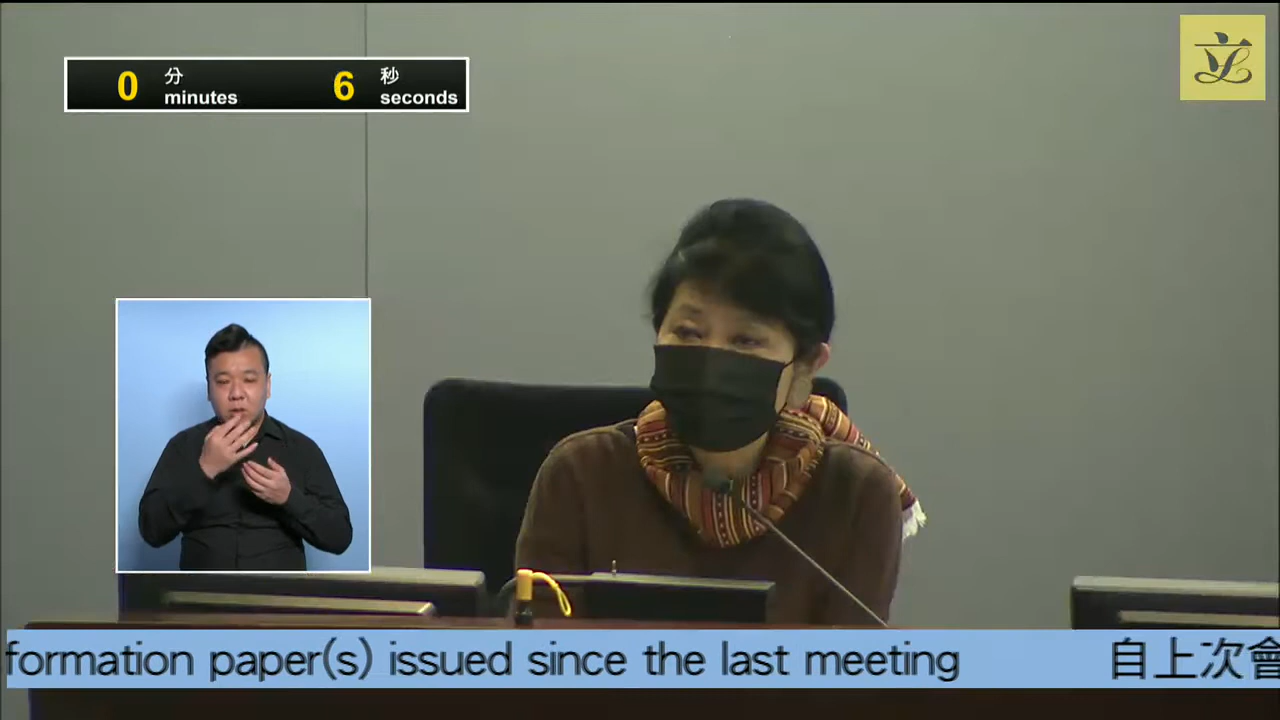 0 分 6 秒
minutes seconds
formation paper(s) issued since the last meeting 自上次會